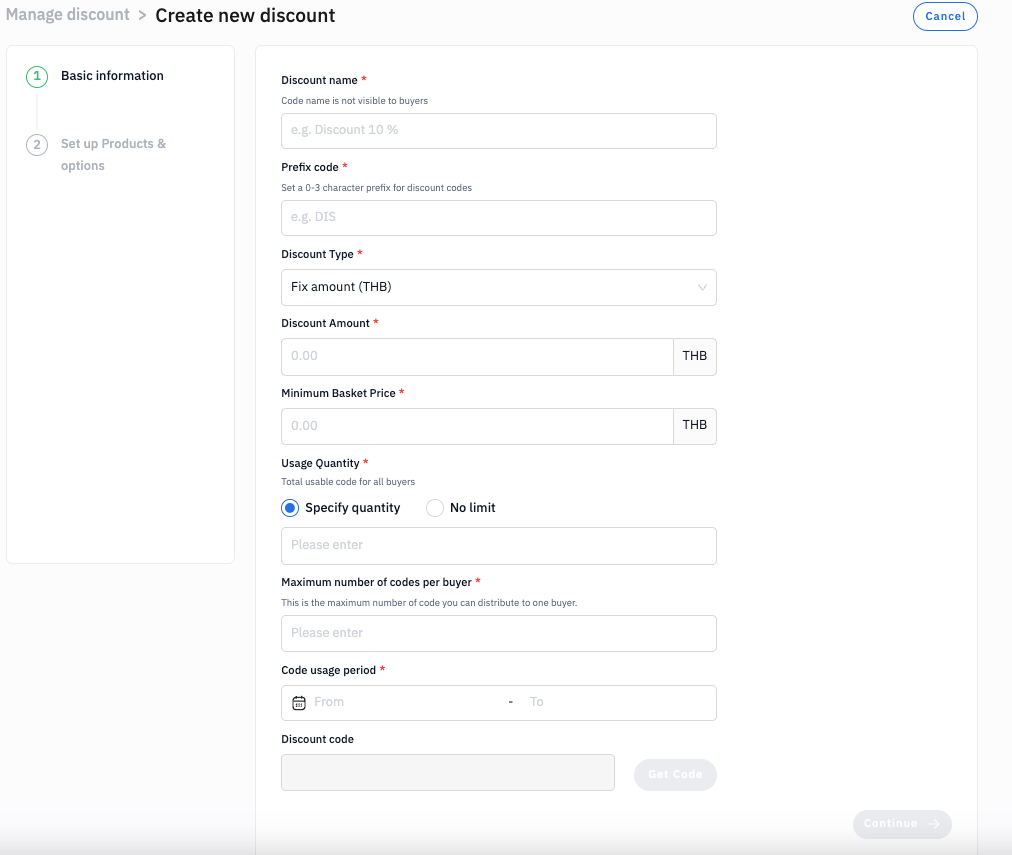 Manage discount > Create new discount
Cancel
1 Basic information
2 Set up Products &
options
Discount name *
Code name is not visible to buyers
e.g. Discount 10 %
Prefix code *
Set a 0-3 character prefix for discount codes
e.g. DIS
Discount Type *
Fix amount (THB)
Discount Amount *
0.00 THB
Minimum Basket Price *
0.00 THB
Usage Quantity *
Total usable code for all buyers
Specify quantity No limit
Please enter
Maximum number of codes per buyer *
This is the maximum number of code you can distribute to one buyer.
Please enter
Code usage period *
From - To
Discount code
Get Code
Continue →